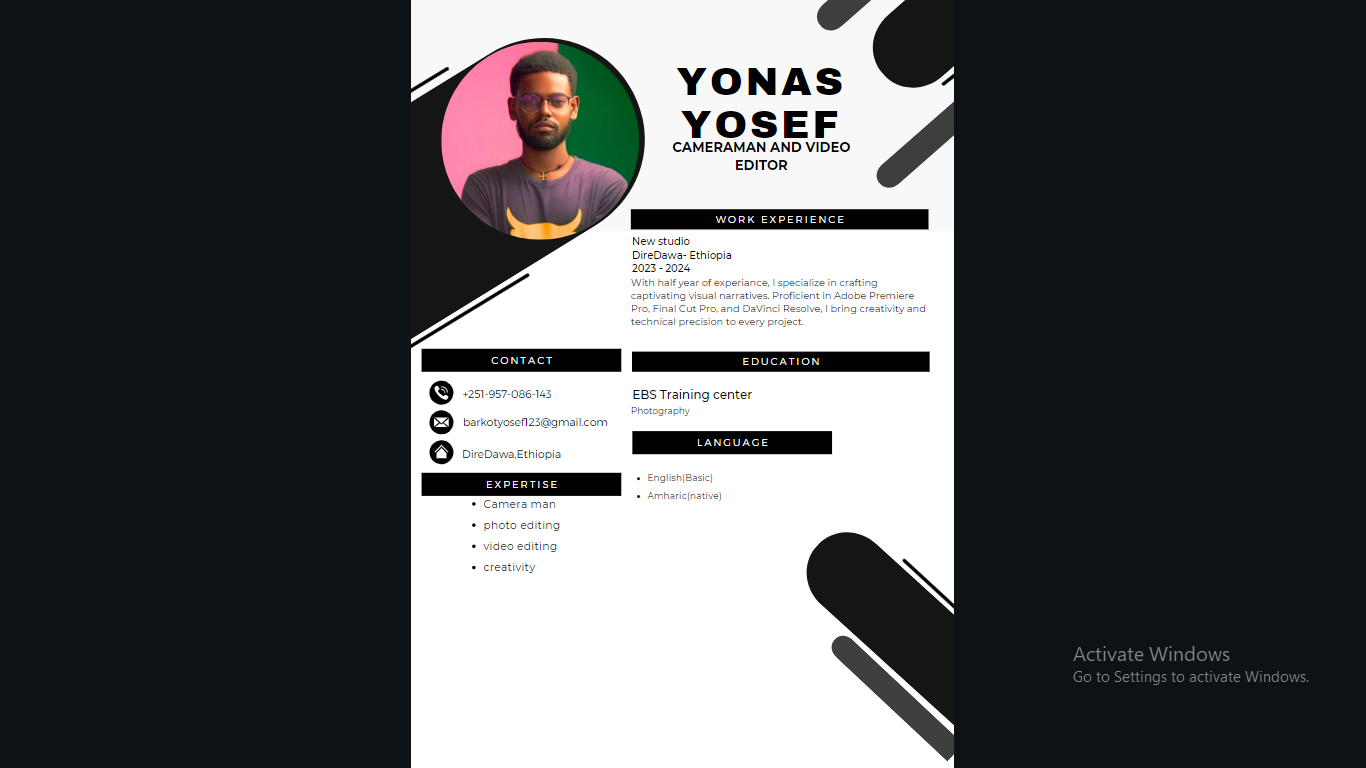 YONAS
YOSEF
CAMERAMAN AND VIDEO
EDITOR
WORK EXPERIENCE
New studio
DireDawa- Ethiopia
2023 - 2024
With half year of experiance, I specialize in crafting
captivating visual narratives. Proficient in Adobe Premiere
Pro, Final Cut Pro, and DaVinci Resolve, I bring creativity and
technical precision to every project.
CONTACT
+251-957-086-143
barkotyosef123@gmail.com
DireDawa,Ethiopia
EXPERTISE
• Camera man
• photo editing
• video editing
• creativity
EDUCATION
EBS Training center
Photography
LANGUAGE
• English(Basic)
• Amharic(native)
Activate Windows
Go to Settings to activate Windows.